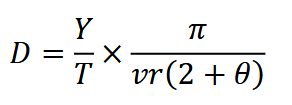 D = Y/T × π/(vr(2 + θ))